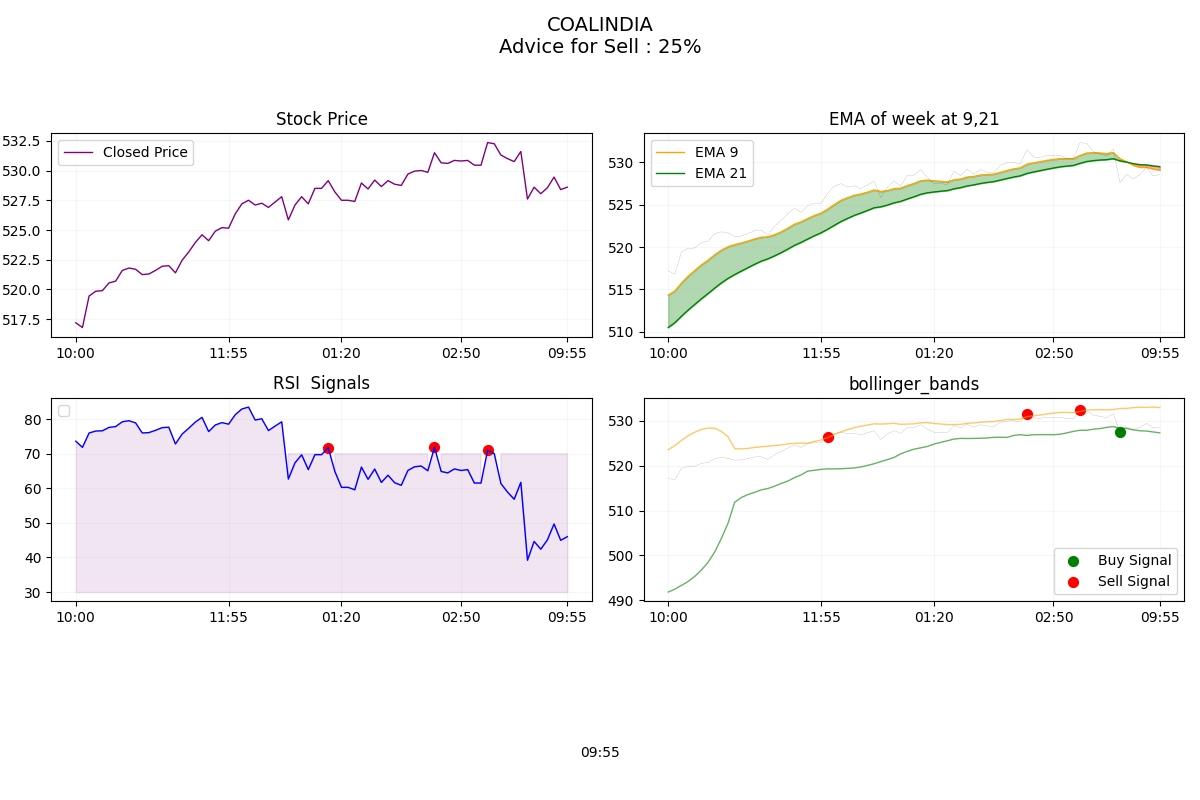 COALINDIA
Advice for Sell : 25%
Stock Price
532.5
530.0
527.5
525.0
522.5
520.0
517.5
Closed Price
10:00 11:55 01:20 02:50 09:55
EMA of week at 9,21
530
525
520
515
510
EMA 9
EMA 21
10:00 11:55 01:20 02:50 09:55
RSI  Signals
80
70
60
50
40
30
10:00 11:55 01:20 02:50 09:55
bollinger_bands
530
520
510
500
490
Buy Signal
Sell Signal
10:00 11:55 01:20 02:50 09:55
09:55